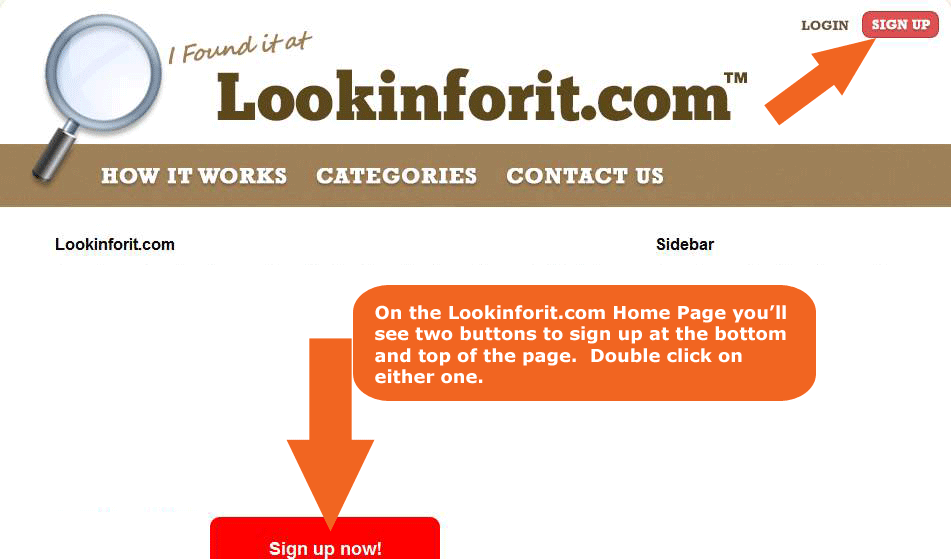 LOGIN SIGN UP
I Found it at
Lookinforit.com™
HOW IT WORKS CATEGORIES CONTACT US
Lookinforit.com Sidebar
On the Lookinforit.com Home Page you’ll
see two buttons to sign up at the bottom
and top of the page.  Double click on
either one.
Sign up now!